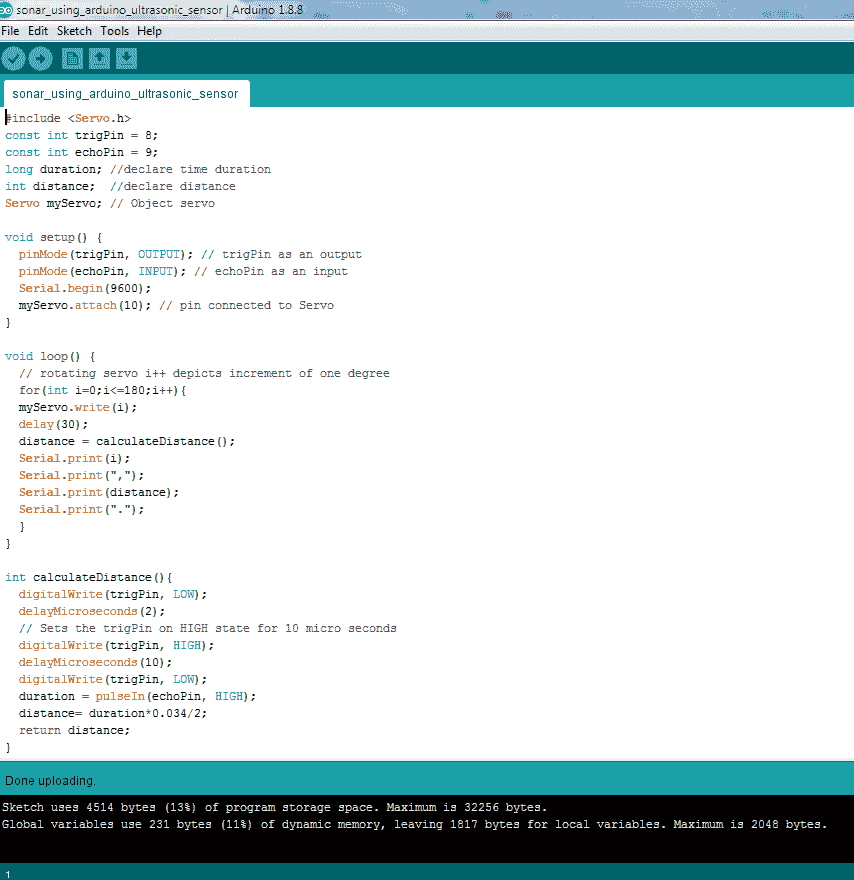 sonar_using_arduino_ultrasonic_sensor | Arduino 1.8.8
File Edit Sketch Tools Help
sonar_using_arduino_ultrasonic_sensor
#include <Servo.h>
const int trigPin = 8;
const int echoPin = 9;
long duration; //declare time duration
int distance;  //declare distance
Servo myServo; // Object servo

void setup() {
  pinMode(trigPin, OUTPUT); // trigPin as an output
  pinMode(echoPin, INPUT); // echoPin as an input
  Serial.begin(9600);
  myServo.attach(10); // pin connected to Servo
}

void loop() {
  // rotating servo i++ depicts increment of one degree
  for(int i=0;i<=180;i++){
  myServo.write(i);
  delay(30);
  distance = calculateDistance();
  Serial.print(i);
  Serial.print(",");
  Serial.print(distance);
  Serial.print(".");
  }
}

int calculateDistance(){
  digitalWrite(trigPin, LOW);
  delayMicroseconds(2);
  // Sets the trigPin on HIGH state for 10 micro seconds
  digitalWrite(trigPin, HIGH);
  delayMicroseconds(10);
  digitalWrite(trigPin, LOW);
  duration = pulseIn(echoPin, HIGH);
  distance= duration*0.034/2;
  return distance;
}
Done uploading.
Sketch uses 4514 bytes (13%) of program storage space. Maximum is 32256 bytes.
Global variables use 231 bytes (11%) of dynamic memory, leaving 1817 bytes for local variables. Maximum is 2048 bytes.
1